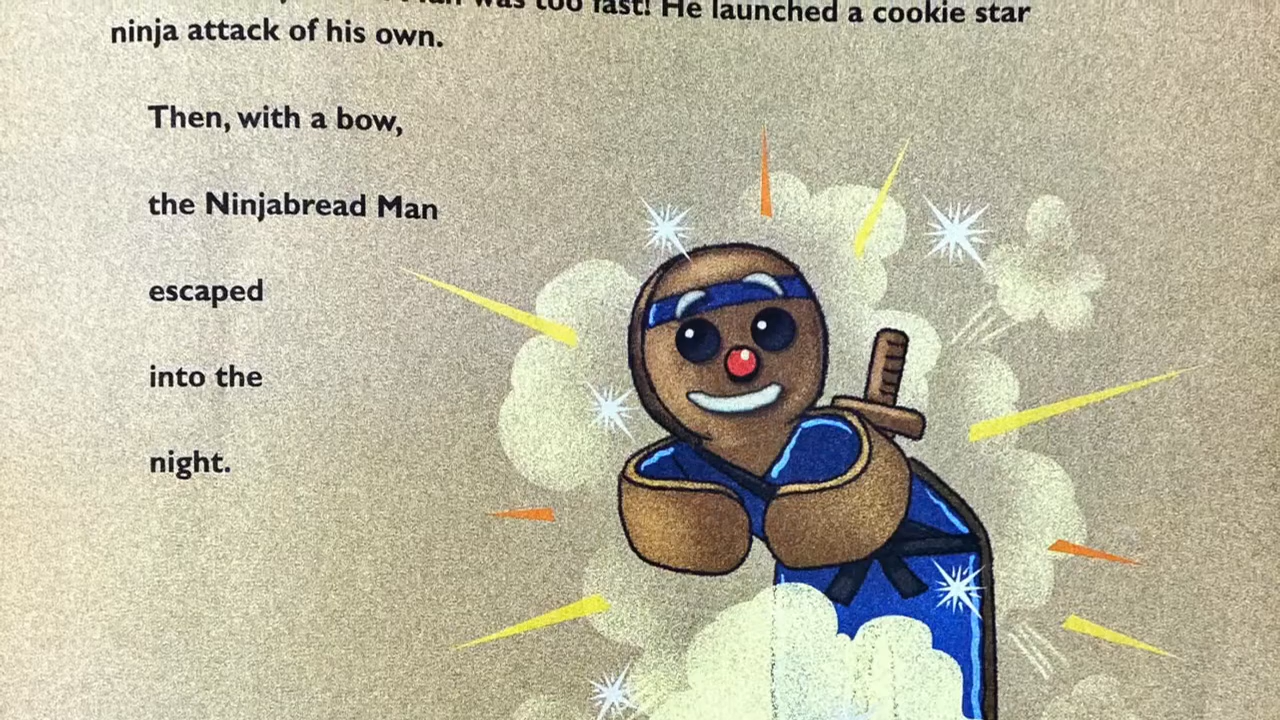 was too fast! He launched a cookie star
ninja attack of his own.
Then, with a bow,
the Ninjabread Man
escaped
into the
night.